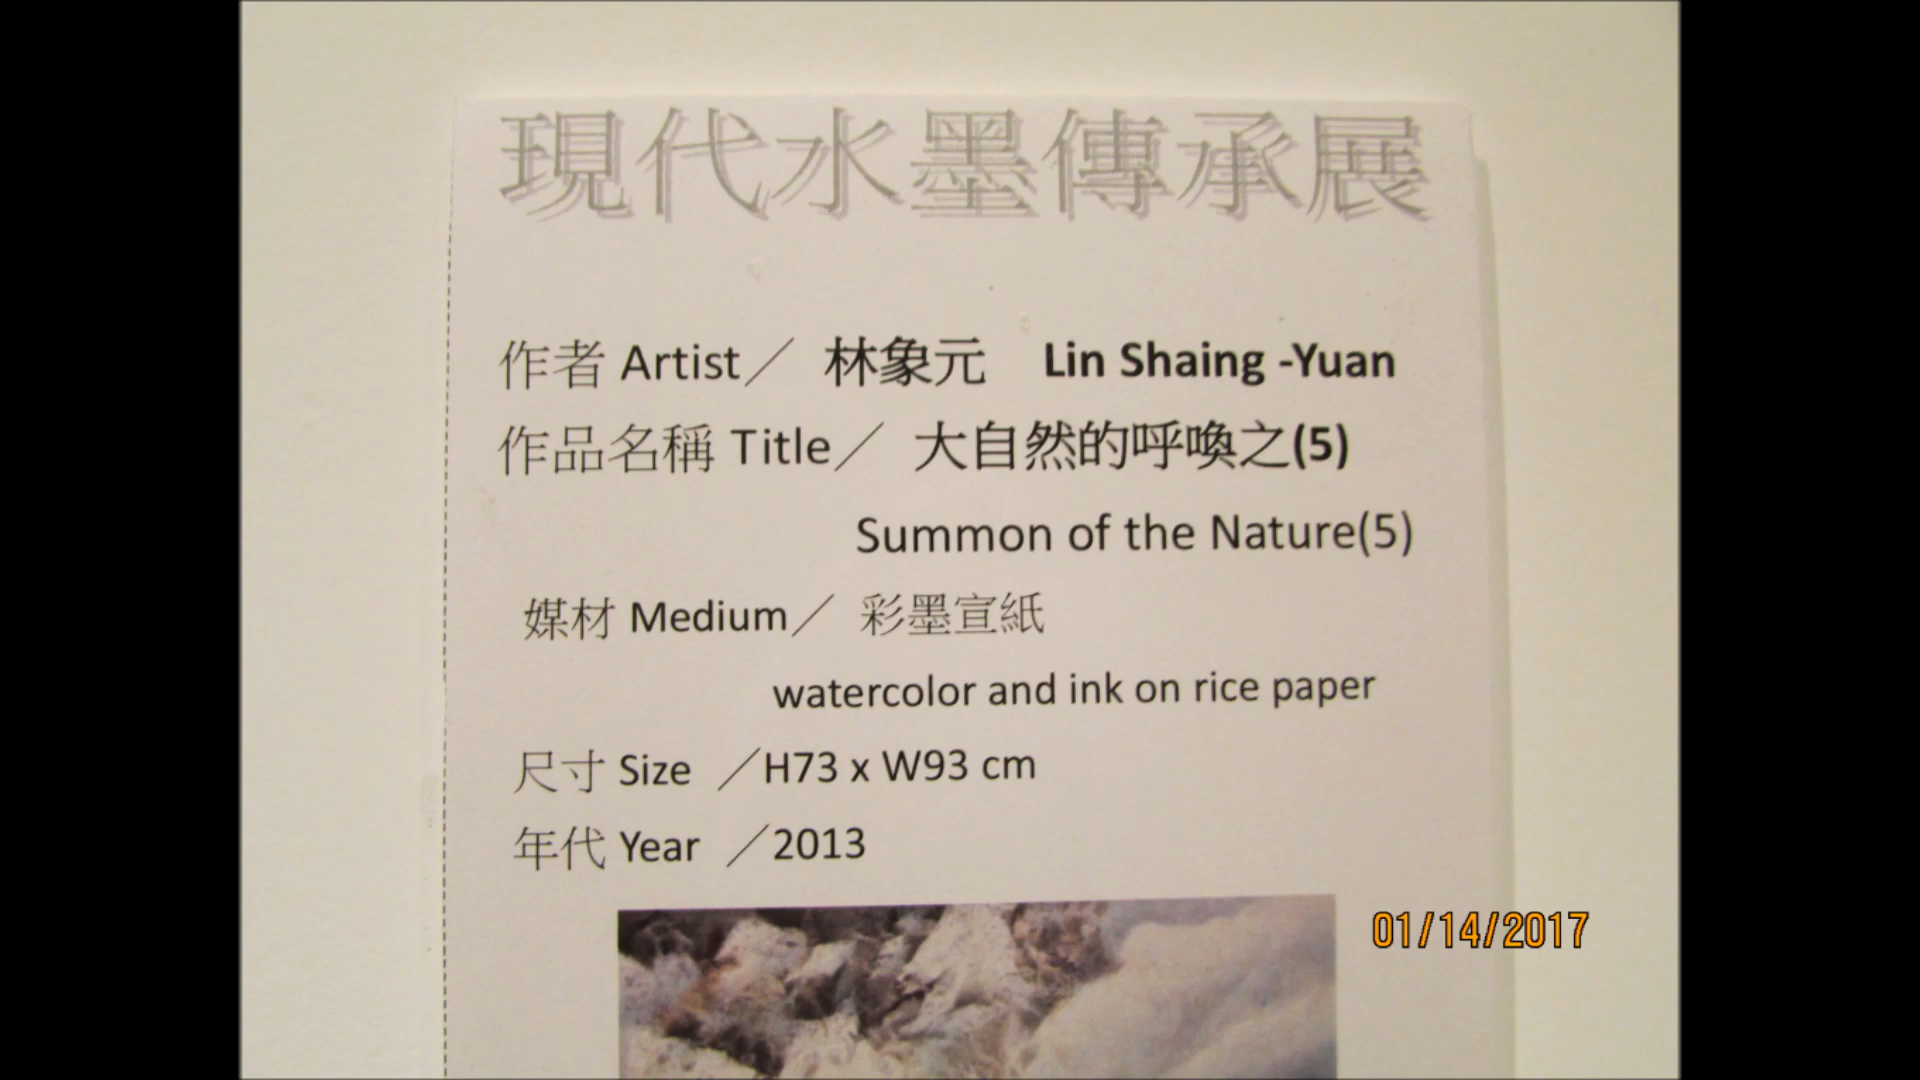 現代水墨傳承展
作者 Artist／ 林象元 Lin Shaing -Yuan
作品名稱 Title／ 大自然的呼喚之(5)
Summon of the Nature(5)
媒材 Medium／ 彩墨宣紙
watercolor and ink on rice paper
尺寸 Size ／H73 x W93 cm
年代 Year ／2013
01/14/2017